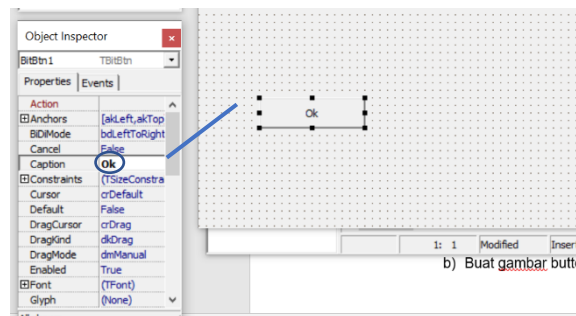 Object Inspector
BitBtn1 TBitBtn
Properties Events
Action
Anchors [akLeft,akTop
BiDiMode bdLeftToRight
Cancel False
Caption Ok
Constraints (TSizeConstra
Cursor crDefault
Default False
DragCursor crDrag
DragKind dkDrag
DragMode dmManual
Enabled True
Font (TFont)
Glyph (None)
Ok
1: 1 Modified Inser
b) Buat gambar butto